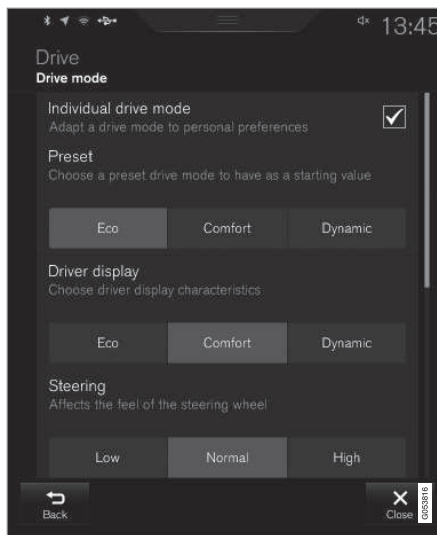 13:45
Drive
Drive mode
Individual drive mode
Adapt a drive mode to personal preferences
Preset
Choose a preset drive mode to have as a starting value
Eco Comfort Dynamic
Driver display
Choose driver display characteristics
Eco Comfort Dynamic
Steering
Affects the feel of the steering wheel
Low Normal High
Back Close
G053816